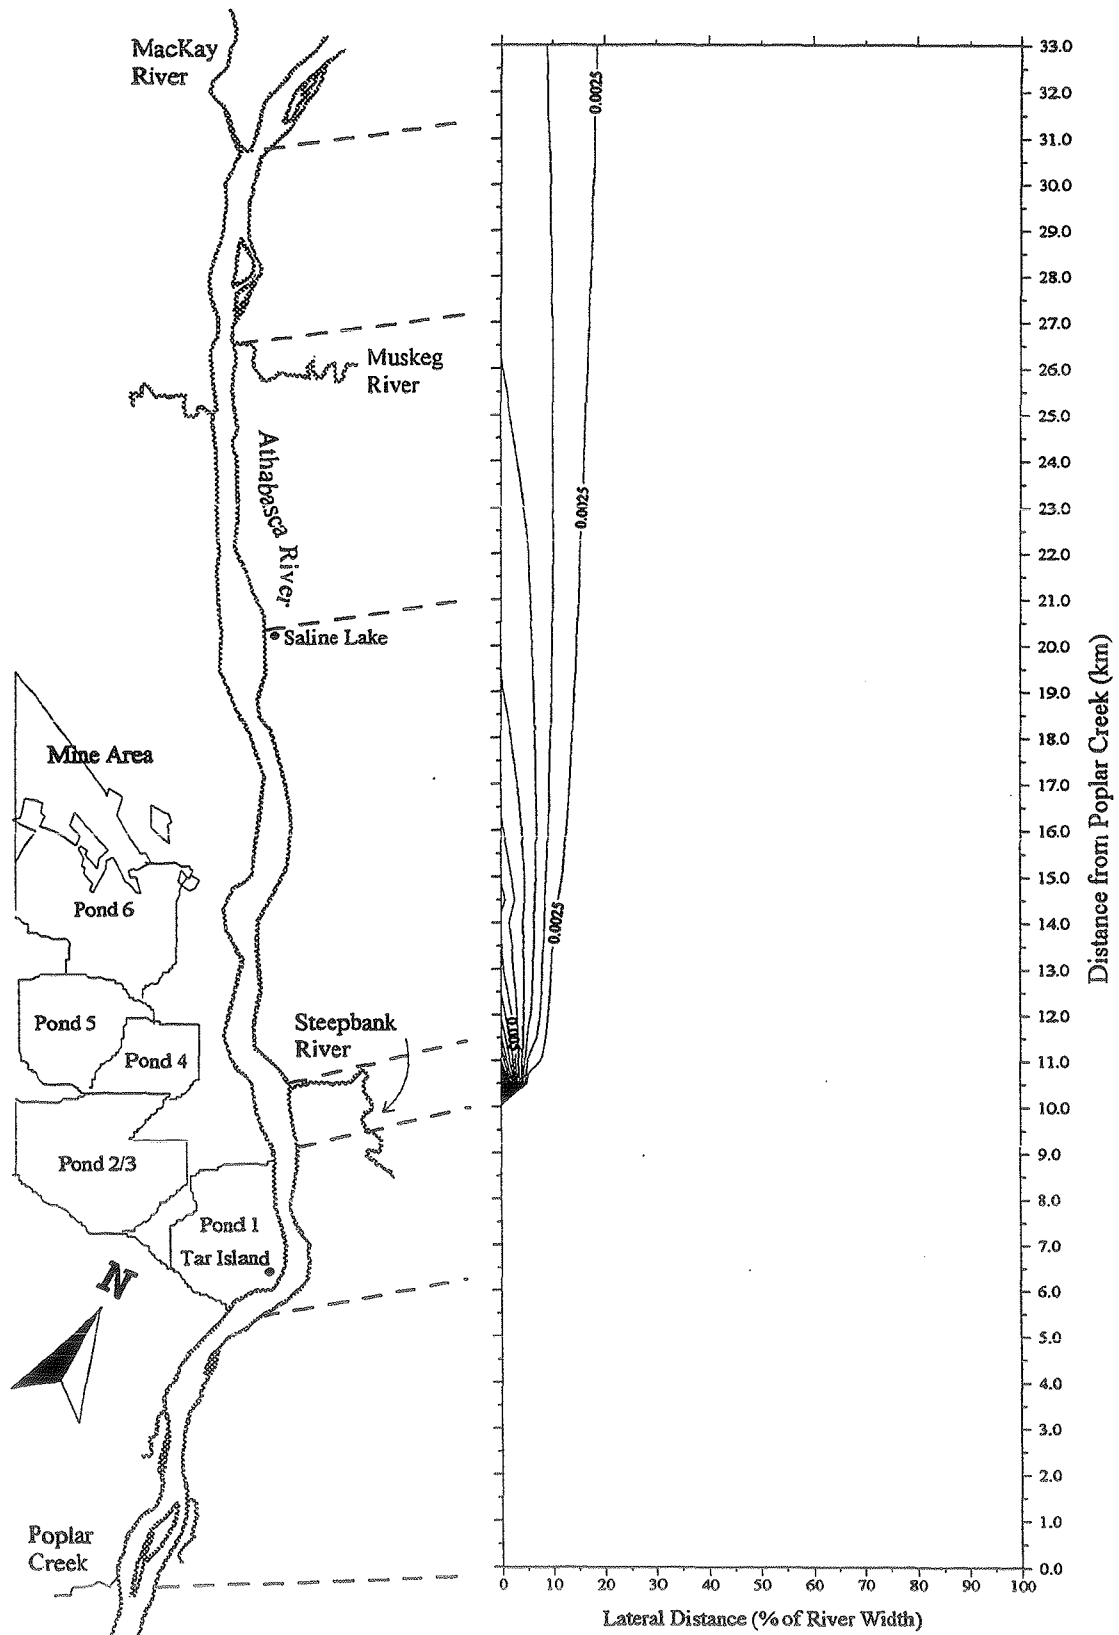 MacKay
River
Muskeg
River
Athabasca River
Saline Lake
Mine Area
Pond 6
Pond 5
Pond 4
Steepbank
River
Pond 2/3
Pond 1
Tar Island
N
Poplar
Creek
0.0025
0.0025
0.0025
33.0
32.0
31.0
30.0
29.0
28.0
27.0
26.0
25.0
24.0
23.0
22.0
21.0
20.0
19.0
18.0
17.0
16.0
15.0
14.0
13.0
12.0
11.0
10.0
9.0
8.0
7.0
6.0
5.0
4.0
3.0
2.0
1.0
0.0
Distance from Poplar Creek (km)
0 10 20 30 40 50 60 70 80 90 100
Lateral Distance (% of River Width)